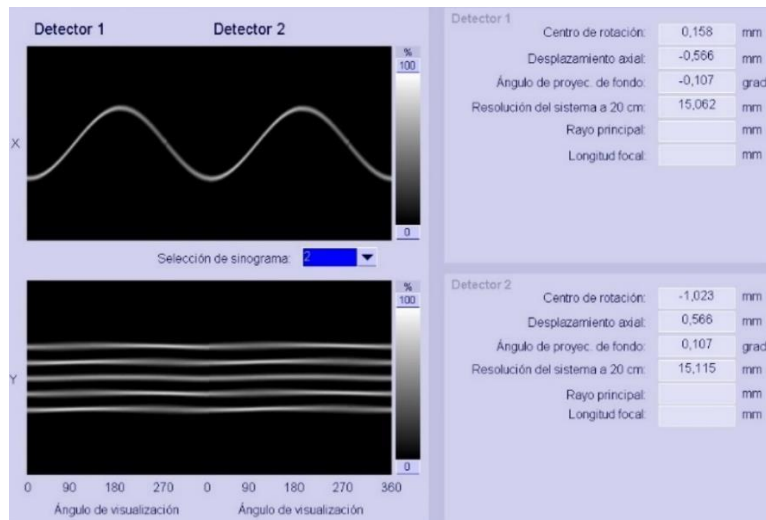 Detector 1
Detector 2
X
%
100
0
Selección de sinograma: 2
Y
%
100
0
0 90 180 270 0 90 180 270 360
Ángulo de visualización Ángulo de visualización
Detector 1
Centro de rotación: 0,158 mm
Desplazamiento axial: -0,566 mm
Ángulo de proyec. de fondo: -0,107 grad
Resolución del sistema a 20 cm: 15,062 mm
Rayo principal: mm
Longitud focal: mm
Detector 2
Centro de rotación: -1,023 mm
Desplazamiento axial: 0,566 mm
Ángulo de proyec. de fondo: 0,107 grad
Resolución del sistema a 20 cm: 15,115 mm
Rayo principal: mm
Longitud focal: mm